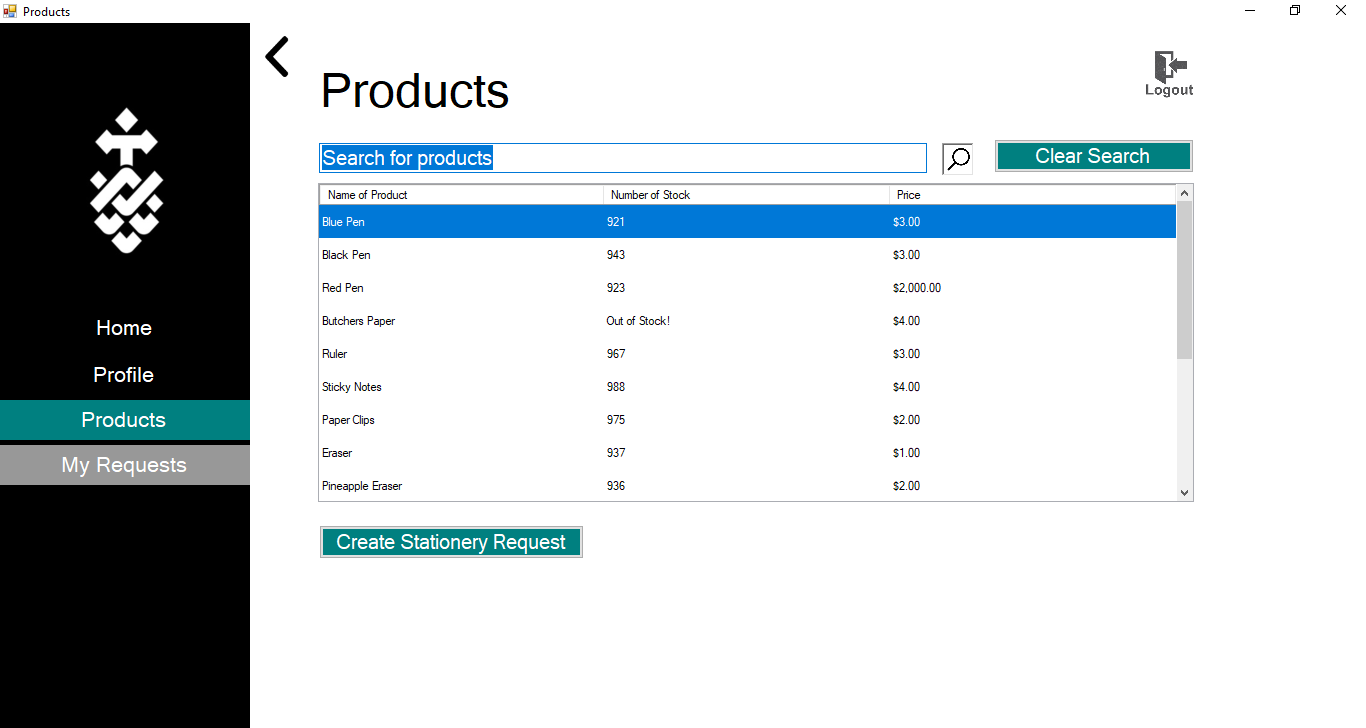 Products
Products
Logout
Search for products
Clear Search
Name of Product Number of Stock Price
Blue Pen 921 $3.00
Black Pen 943 $3.00
Red Pen 923 $2,000.00
Butchers Paper Out of Stock! $4.00
Ruler 967 $3.00
Sticky Notes 988 $4.00
Paper Clips 975 $2.00
Eraser 937 $1.00
Pineapple Eraser 936 $2.00
Create Stationery Request
Home
Profile
Products
My Requests